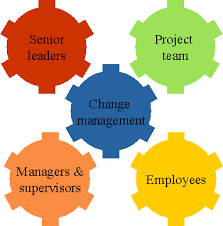 Senior
leaders
Project
team
Change
management
Managers &
supervisors
Employees